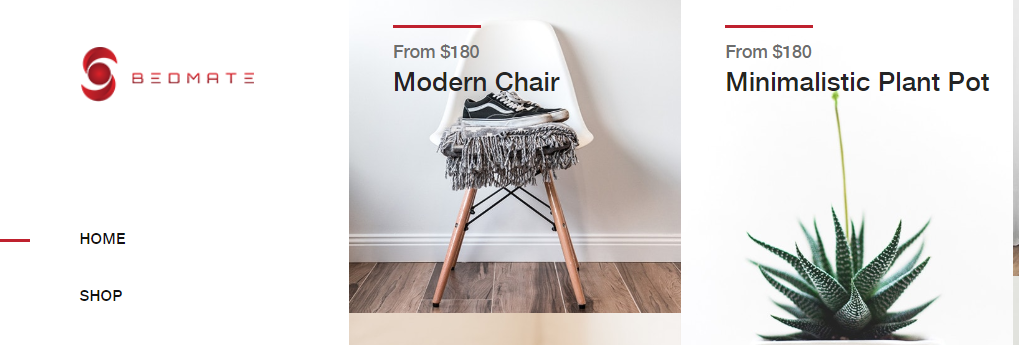 BEDMATE
HOME
SHOP
From $180
Modern Chair
From $180
Minimalistic Plant Pot